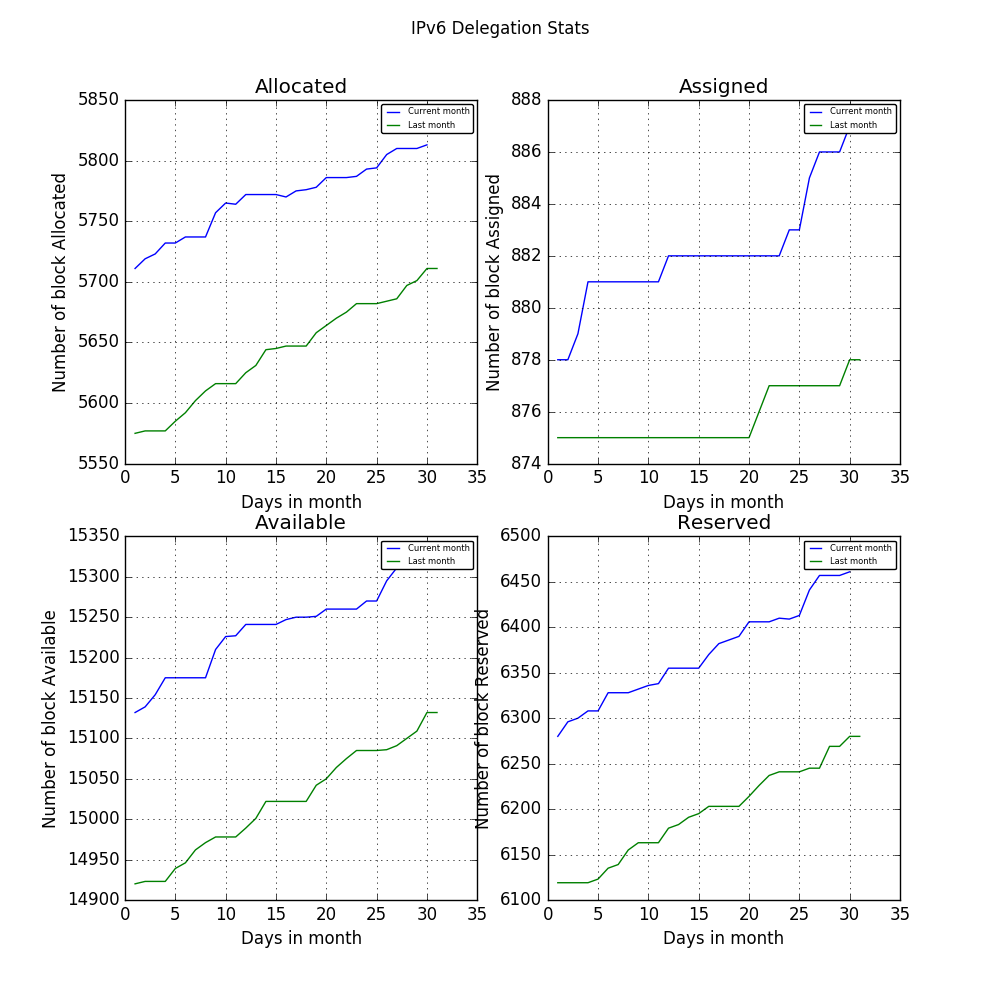 IPv6 Delegation Stats
Allocated
Current month
Last month
5850
5800
5750
5700
5650
5600
5550
Number of block Allocated
0 5 10 15 20 25 30 35
Days in month
Assigned
Current month
Last month
888
886
884
882
880
878
876
874
Number of block Assigned
0 5 10 15 20 25 30 35
Days in month
Available
Current month
Last month
15350
15300
15250
15200
15150
15100
15050
15000
14950
14900
Number of block Available
0 5 10 15 20 25 30 35
Days in month
Reserved
Current month
Last month
6500
6450
6400
6350
6300
6250
6200
6150
6100
Number of block Reserved
0 5 10 15 20 25 30 35
Days in month